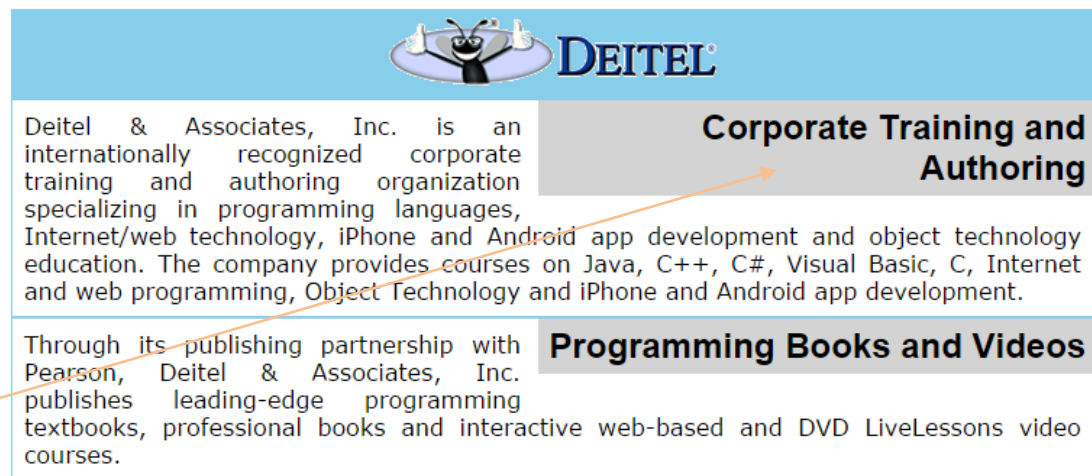 DEITEL®
Corporate Training and
Authoring
Deitel & Associates, Inc. is an
internationally recognized corporate
training and authoring organization
specializing in programming languages,
Internet/web technology, iPhone and Android app development and object technology
education. The company provides courses on Java, C++, C#, Visual Basic, C, Internet
and web programming, Object Technology and iPhone and Android app development.
Programming Books and Videos
Through its publishing partnership with
Pearson, Deitel & Associates, Inc.
publishes leading-edge programming
textbooks, professional books and interactive web-based and DVD LiveLessons video
courses.